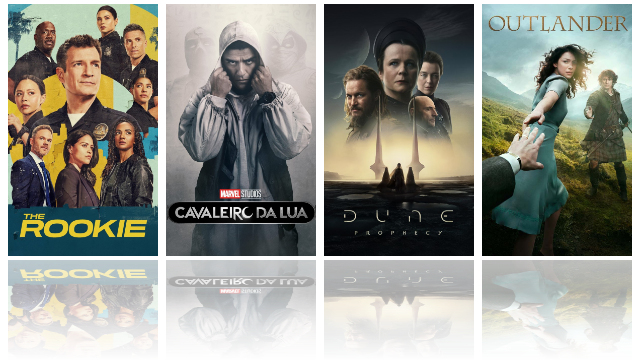 THE
ROOKIE
MARVEL STUDIOS
CAVALEIRO DA LUA
DUNE
PROPHECY
OUTLANDER